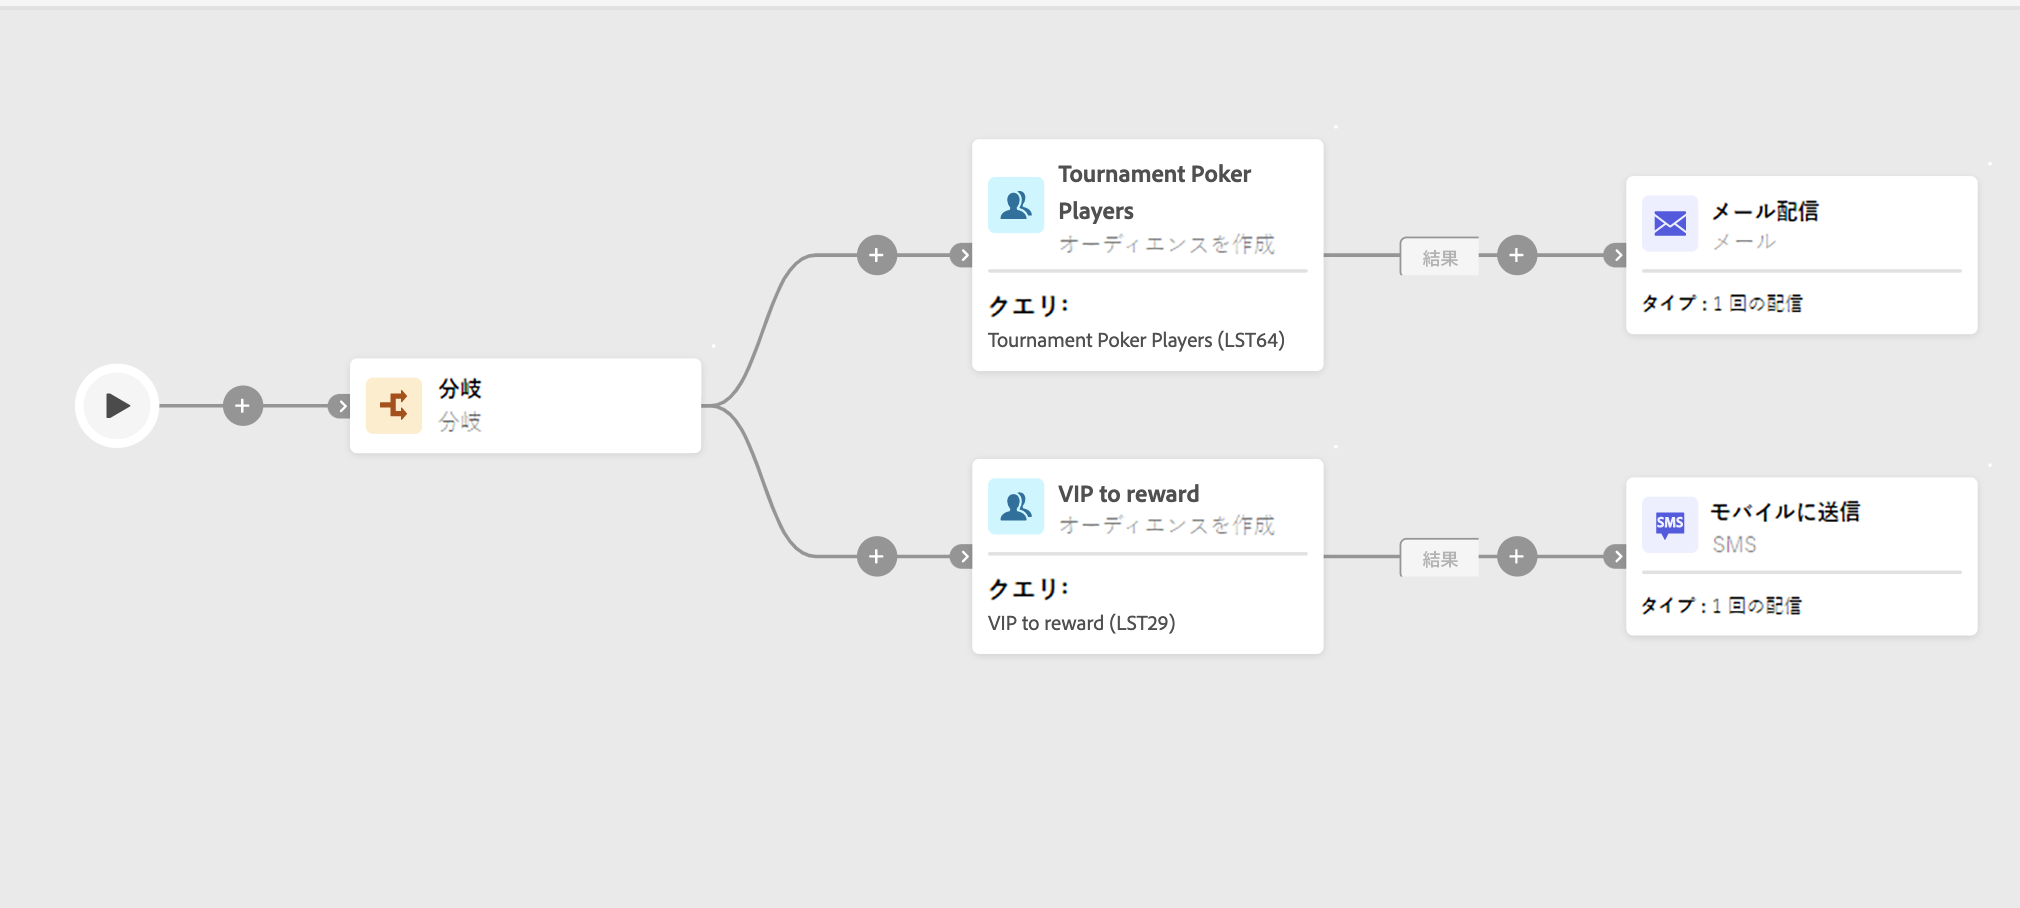 分岐
分岐
Tournament Poker
Players
オーディエンスを作成
クエリ:
Tournament Poker Players (LST64)
結果
メール配信
メール
タイプ : 1 回の配信
VIP to reward
オーディエンスを作成
クエリ:
VIP to reward (LST29)
結果
SMS
モバイルに送信
SMS
タイプ : 1 回の配信